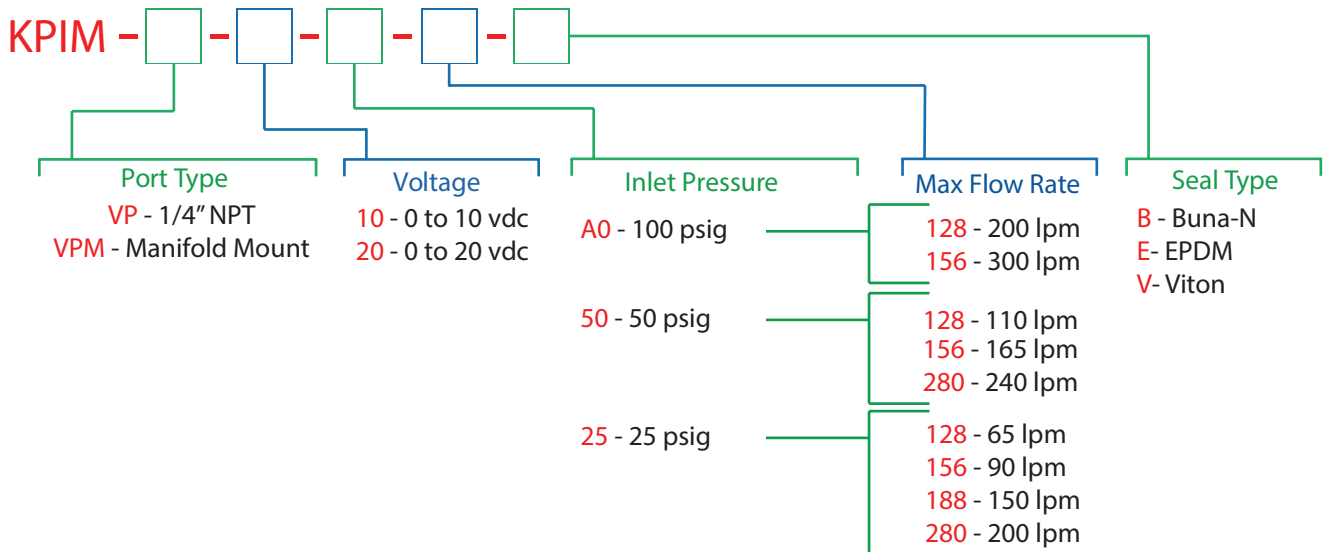 KPIM - - - - -
Port Type
VP - 1/4” NPT
VPM - Manifold Mount
Voltage
10 - 0 to 10 vdc
20 - 0 to 20 vdc
Inlet Pressure
A0 - 100 psig
50 - 50 psig
25 - 25 psig
Max Flow Rate
128 - 200 lpm
156 - 300 lpm
128 - 110 lpm
156 - 165 lpm
280 - 240 lpm
128 - 65 lpm
156 - 90 lpm
188 - 150 lpm
280 - 200 lpm
Seal Type
B - Buna-N
E- EPDM
V- Viton